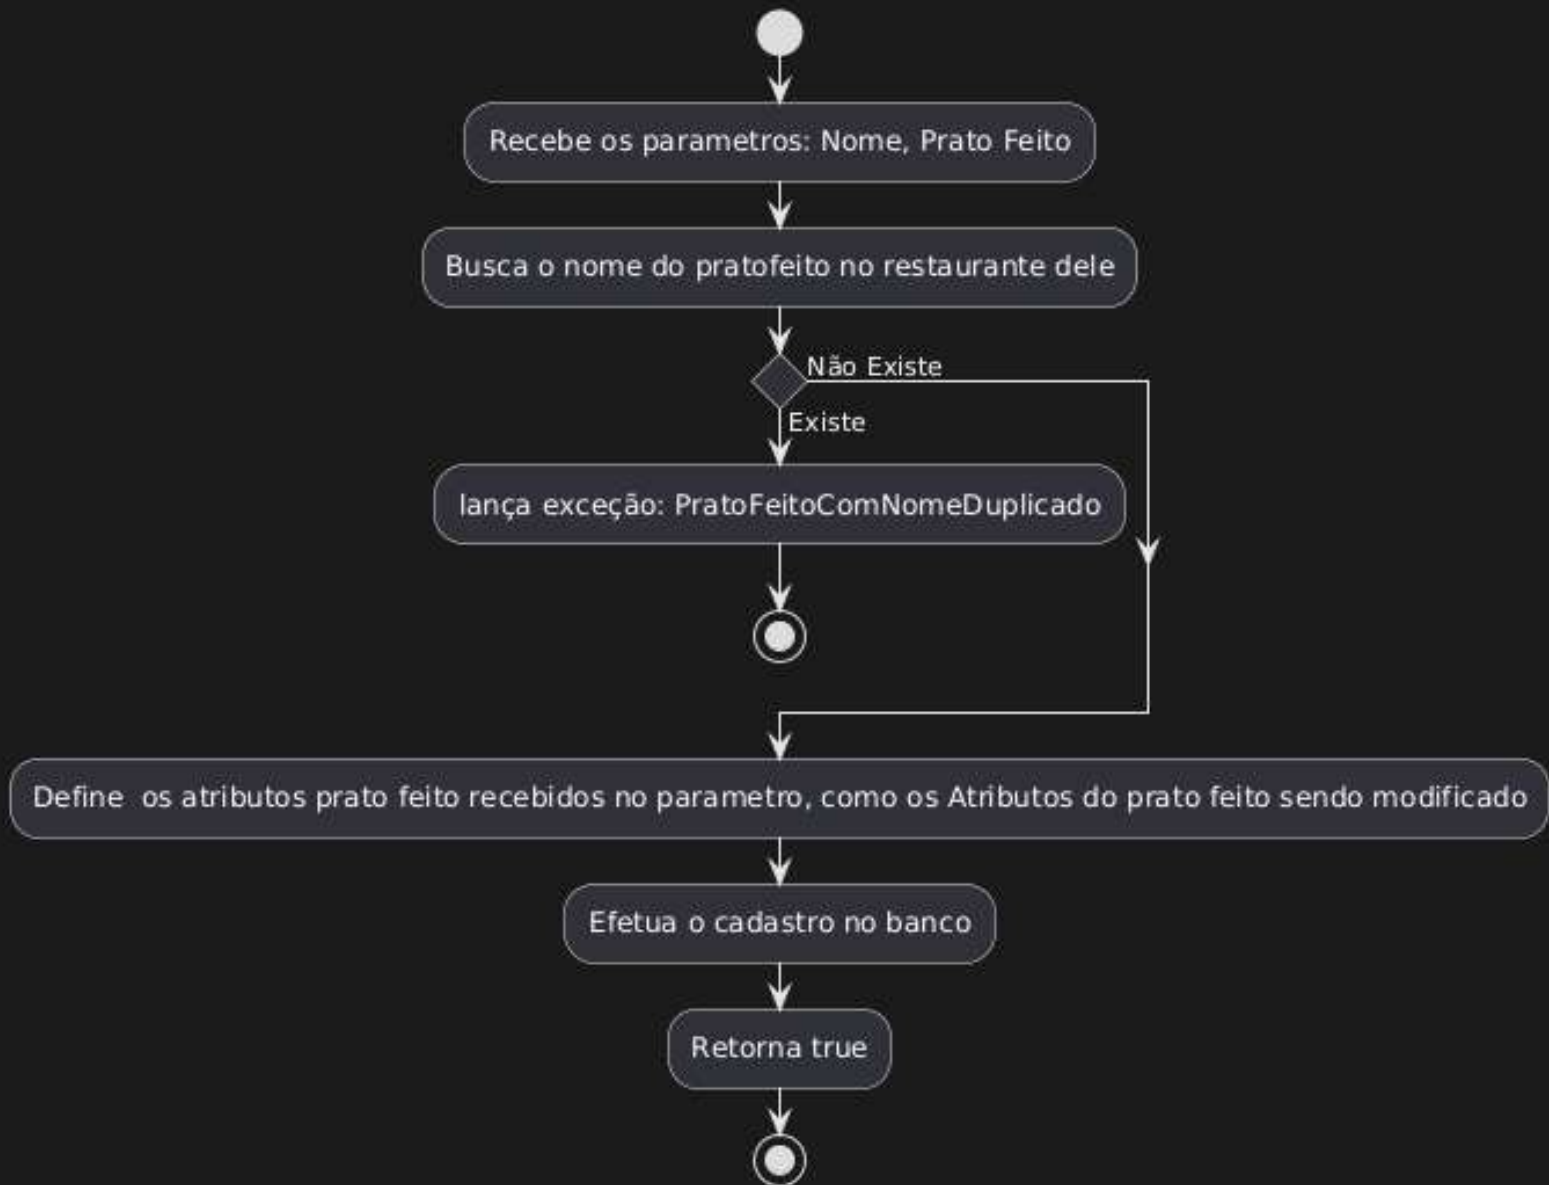 Recebe os parametros: Nome, Prato Feito
Busca o nome do pratofeito no restaurante dele
Não Existe
Existe
lança exceção: PratoFeitoComNomeDuplicado
Define  os atributos prato feito recebidos no parametro, como os Atributos do prato feito sendo modificado
Efetua o cadastro no banco
Retorna true